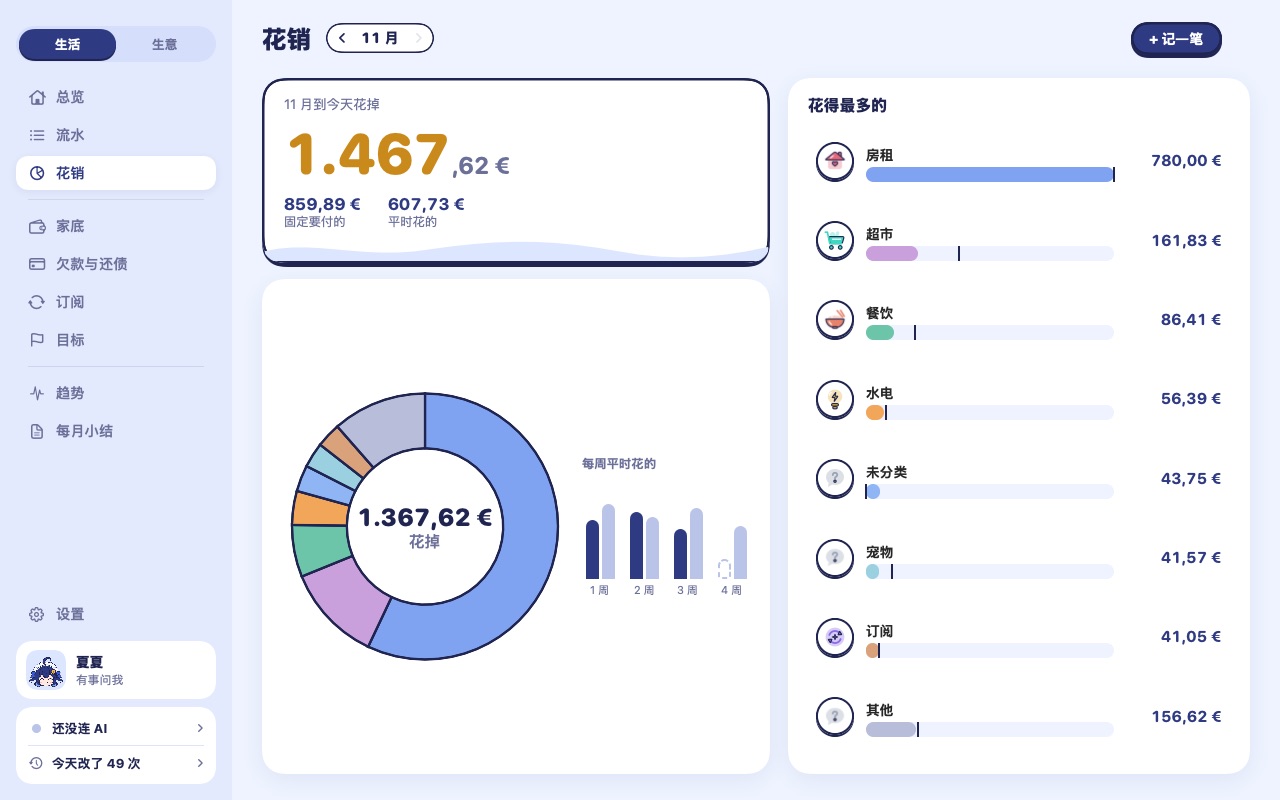 生活
生意
总览
流水
花销
家底
欠款与还债
订阅
目标
趋势
每月小结
设置
夏夏
有事问我
还没连 AI
今天改了 49 次
花销
11 月
+ 记一笔
11 月到今天花掉
1.467,62 €
859,89 €
固定要付的
607,73 €
平时花的
1.367,62 €
花掉
每周平时花的
1 周
2 周
3 周
4 周
花得最多的
房租
780,00 €
超市
161,83 €
餐饮
86,41 €
水电
56,39 €
未分类
43,75 €
宠物
41,57 €
订阅
41,05 €
其他
156,62 €